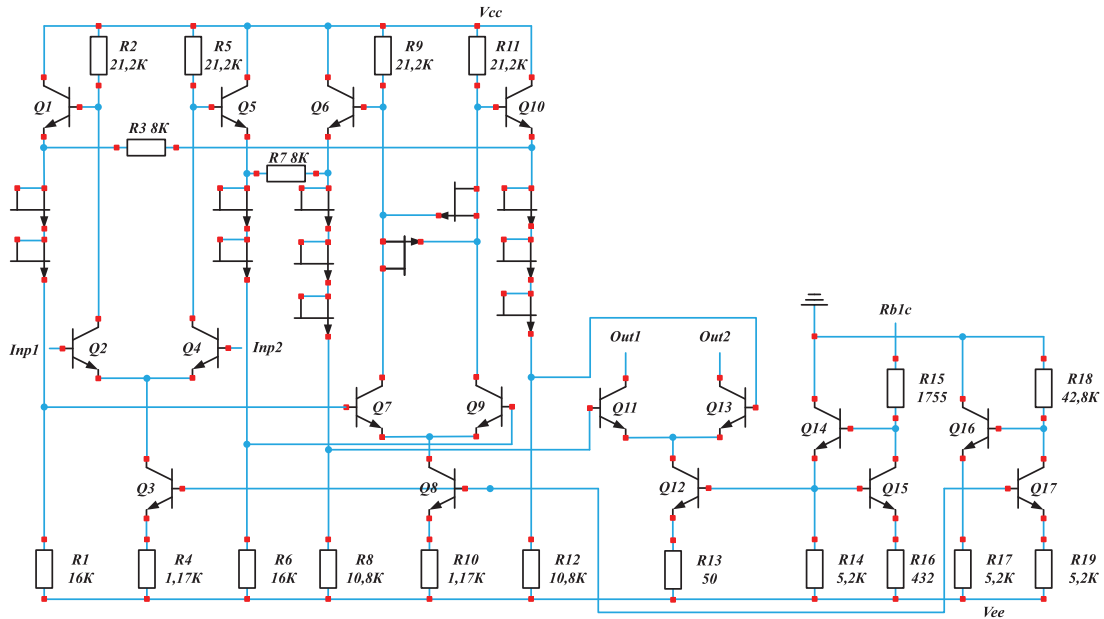 Vcc
R2
21,2K
R5
21,2K
R9
21,2K
R11
21,2K
Q1
Q5
Q6
Q10
R3 8K
R7 8K
Inp1
Q2
Q4
Inp2
Out1
Out2
Rb1c
R15
1755
R18
42,8K
Q7
Q9
Q11
Q13
Q14
Q16
Q3
Q8
Q12
Q15
Q17
R1
16K
R4
1,17K
R6
16K
R8
10,8K
R10
1,17K
R12
10,8K
R13
50
R14
5,2K
R16
432
R17
5,2K
R19
5,2K
Vee